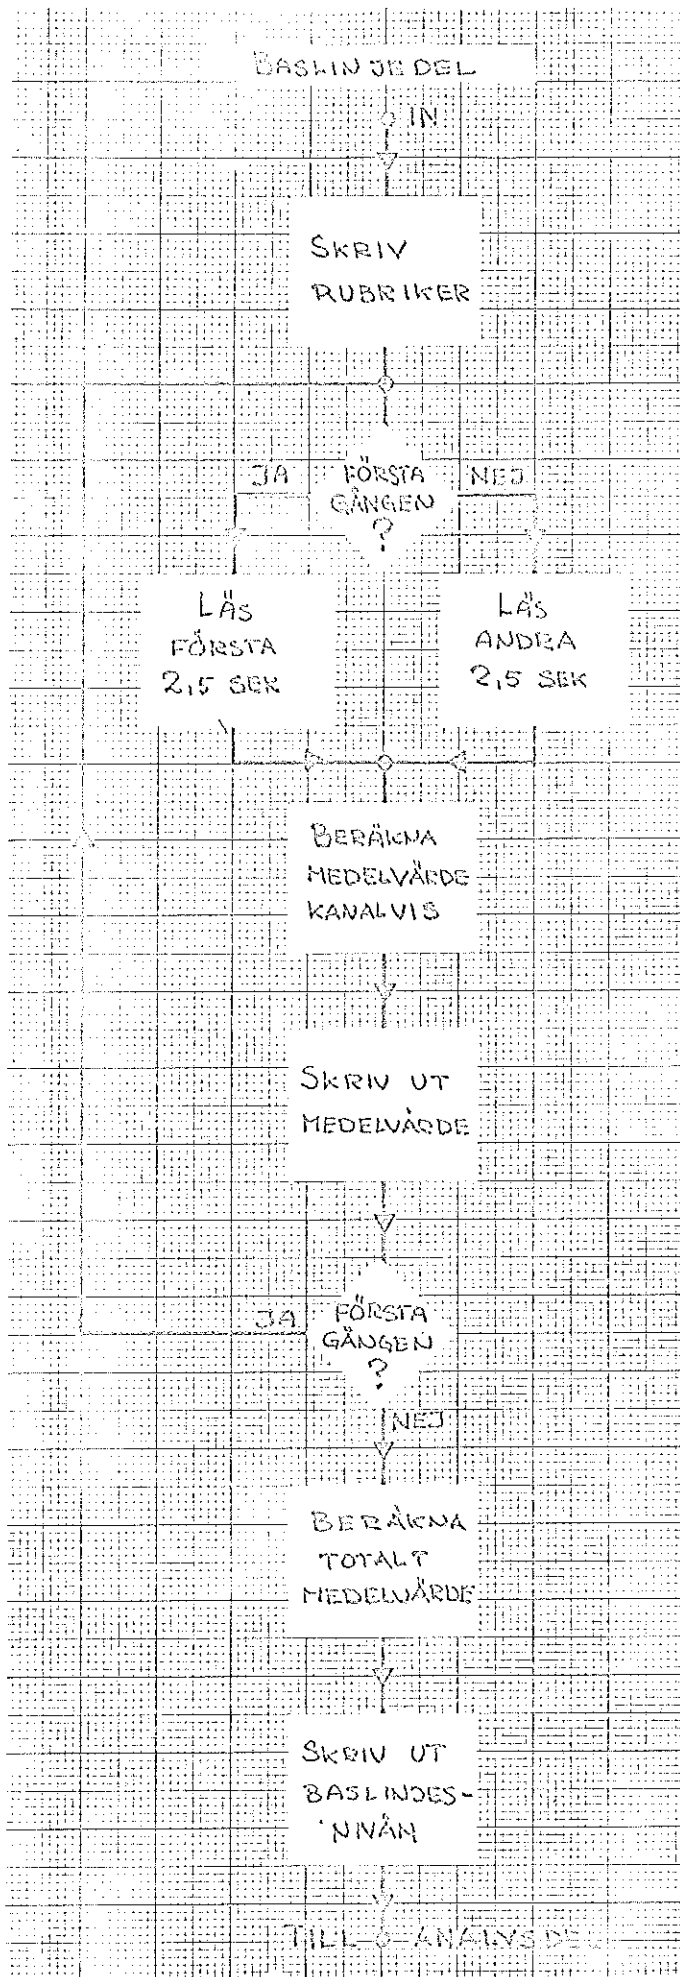 BASLINJEDEL
IN
SKRIV
RUBRIKER
JA
FÖRSTA
GÅNGEN
?
NEJ
LÄS
FÖRSTA
2,5 SEK
LÄS
ANDRA
2,5 SEK
BERÄKNA
MEDELVÄRDE
KANALVIS
SKRIV UT
MEDELVÄRDE
JA
FÖRSTA
GÅNGEN
?
NEJ
BERÄKNA
TOTALT
MEDELVÄRDE
SKRIV UT
BASLINJES-
NIVÅN
TILL ANALYSDEL